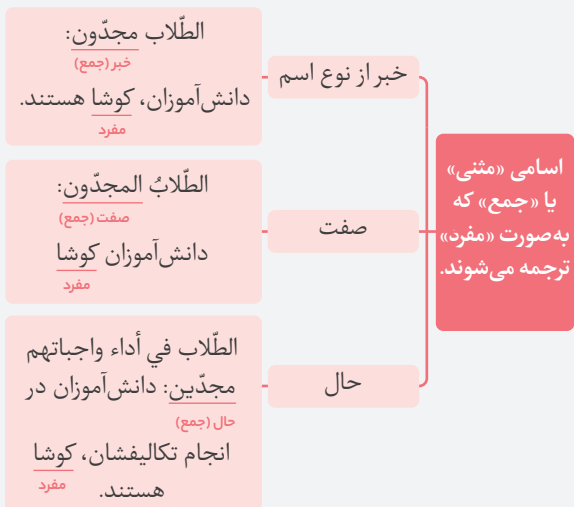 اسامی «مثنی»
یا «جمع» که
به‌صورت «مفرد»
ترجمه می‌شوند.
خبر از نوع اسم
الطّلاب مجدّون:
خبر (جمع)
دانش‌آموزان، کوشا هستند.
مفرد
صفت
الطّلابُ المجدّون:
صفت (جمع)
دانش‌آموزان کوشا
مفرد
حال
الطّلاب في أداء واجباتهم
مجدّين: دانش‌آموزان در
حال (جمع)
انجام تکالیفشان، کوشا
مفرد
هستند.